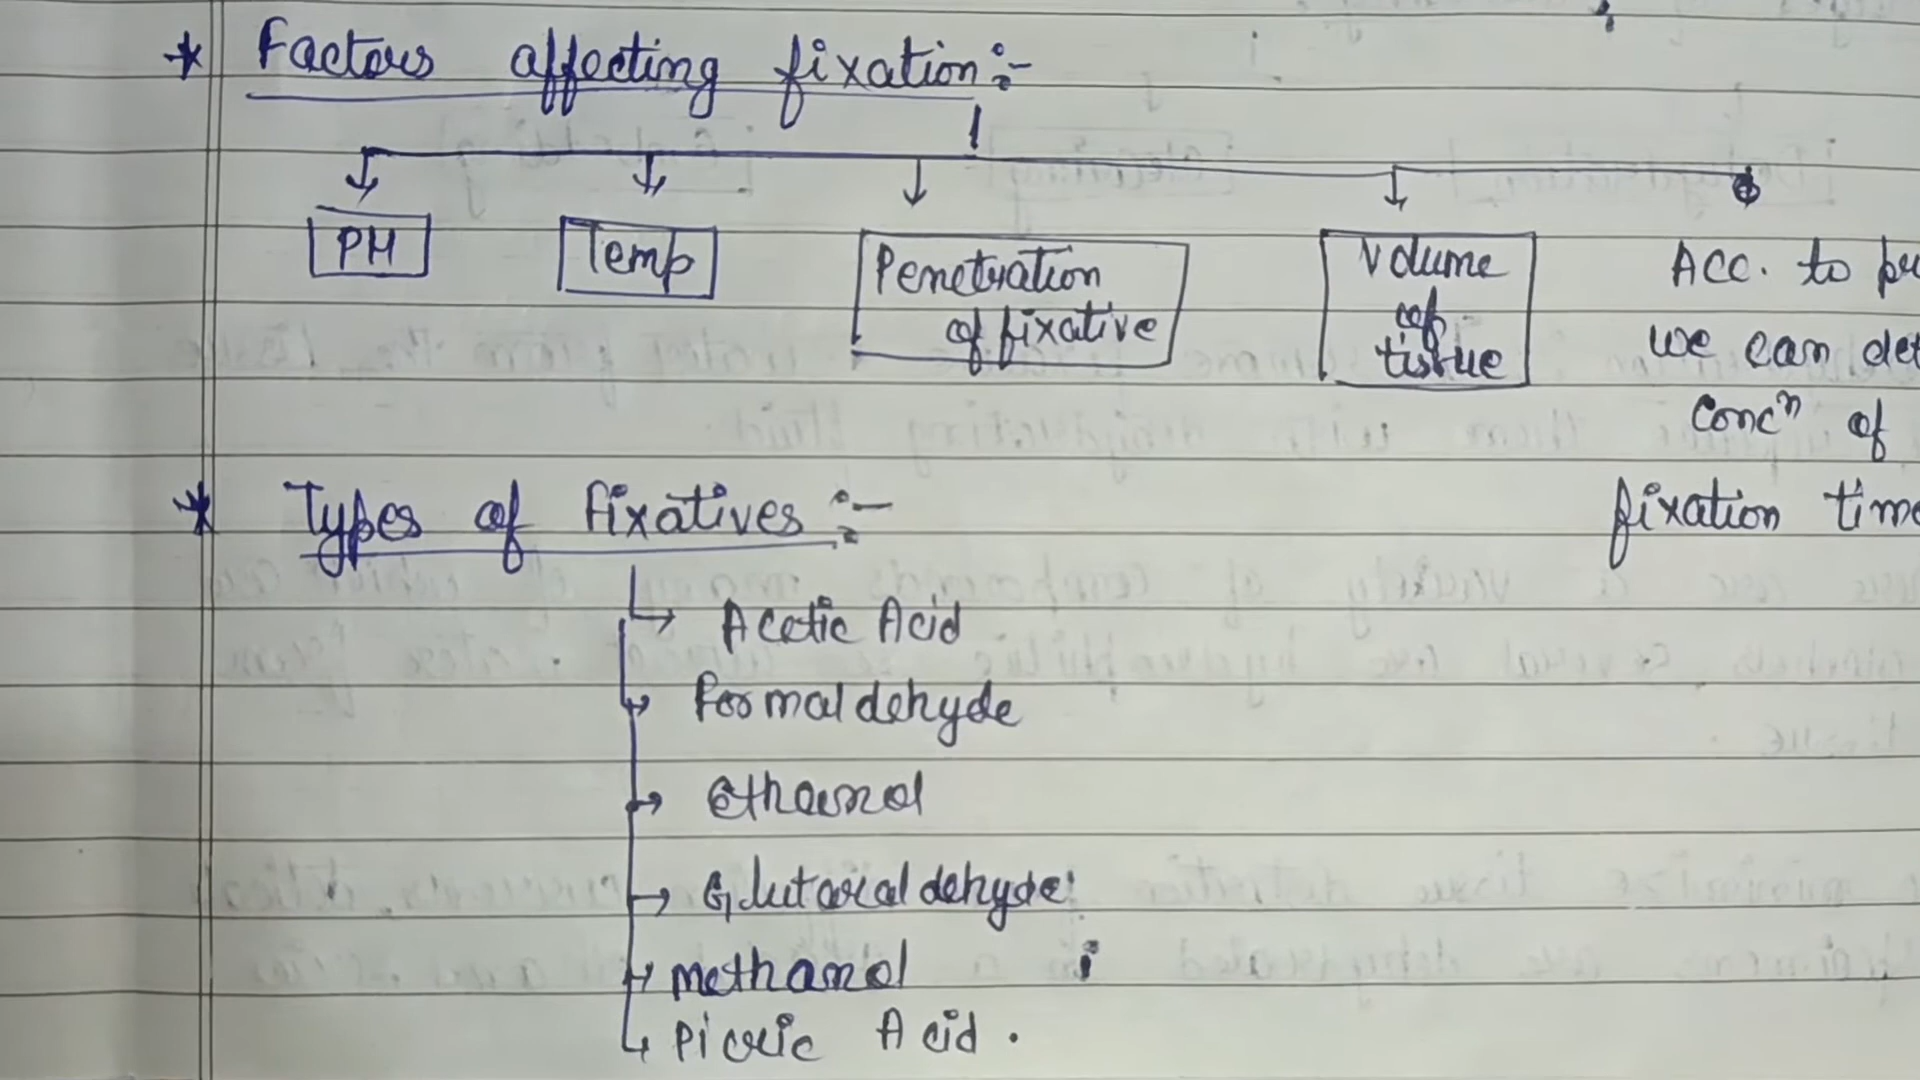 * Factors affecting fixation :-
PH
Temp
Penetration
of fixative
Volume
of
tissue
Acc. to
we can
Concⁿ of
fixation
* Types of fixatives :-
Acetic Acid
Formaldehyde
Ethanol
Glutaraldehyde
methanol
Picric Acid.